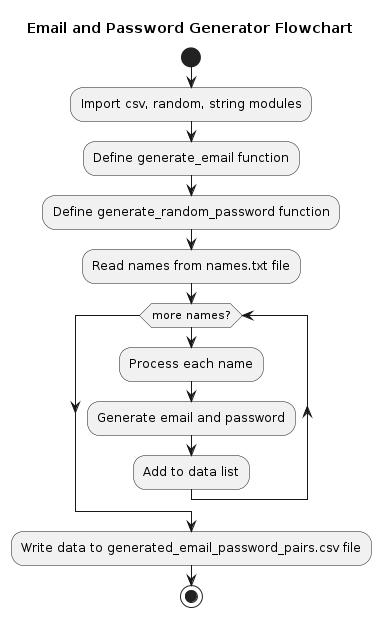 Email and Password Generator Flowchart
Import csv, random, string modules
Define generate_email function
Define generate_random_password function
Read names from names.txt file
more names?
Process each name
Generate email and password
Add to data list
Write data to generated_email_password_pairs.csv file